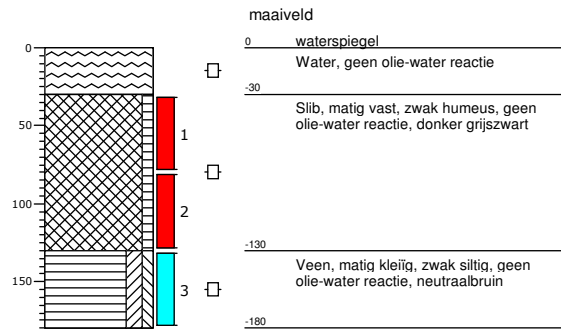 maaiveld
0
0
waterspiegel
Water, geen olie-water reactie
-30
Slib, matig vast, zwak humeus, geen
olie-water reactie, donker grijszwart
50
1
100
2
-130
Veen, matig kleiïg, zwak siltig, geen
olie-water reactie, neutraalbruin
150
3
-180